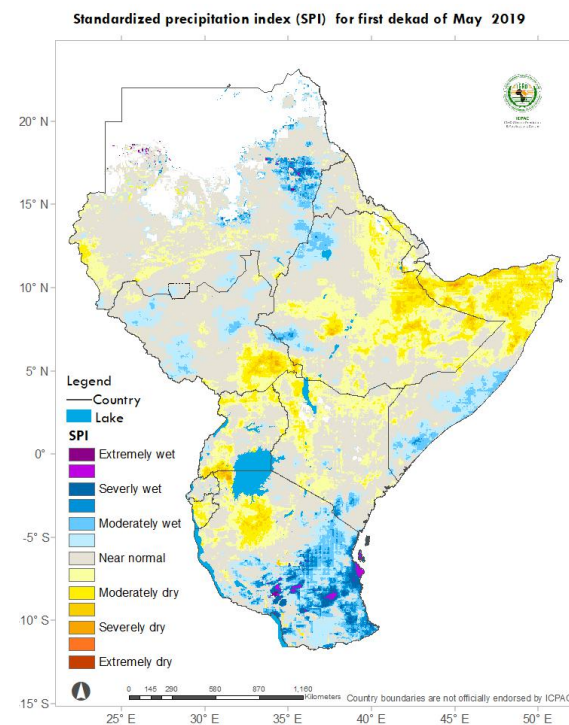 Standardized precipitation index (SPI) for first dekad of May 2019
ICPAC
20° N
15° N
10° N
5° N
0°
5° S
10° S
15° S
Legend
Country
Lake
SPI
Extremely wet
Severly wet
Moderately wet
Near normal
Moderately dry
Severely dry
Extremely dry
0 145 290 580 870 1,160
Kilometers
Country boundaries are not officially endorsed by ICPAC
25° E 30° E 35° E 40° E 45° E 50° E